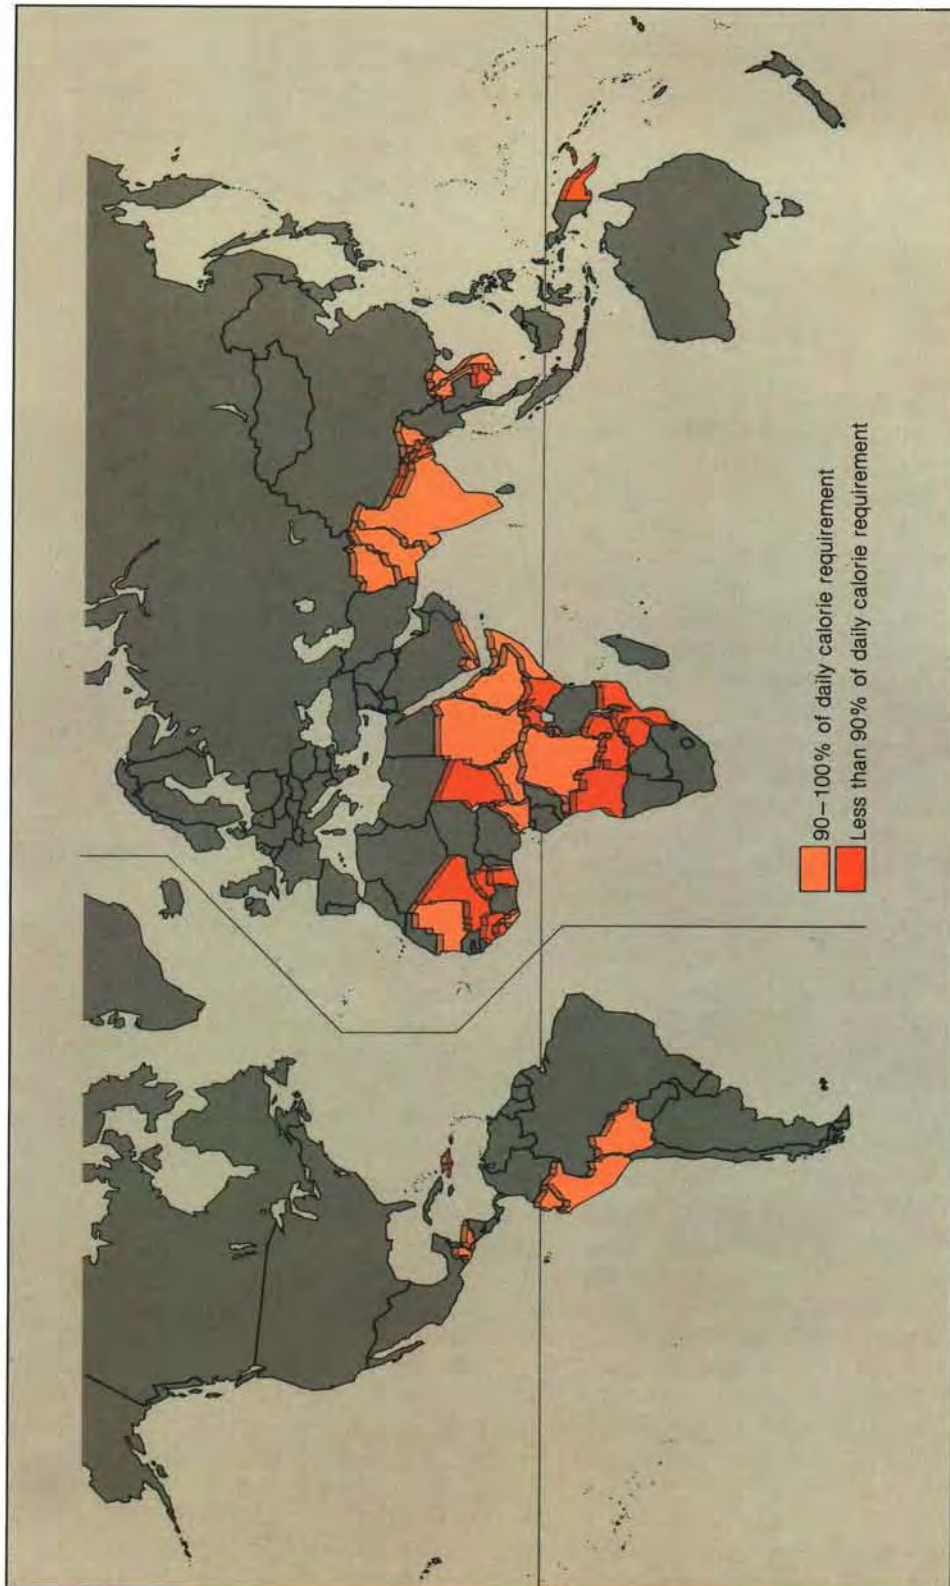 90–100% of daily calorie requirement
Less than 90% of daily calorie requirement